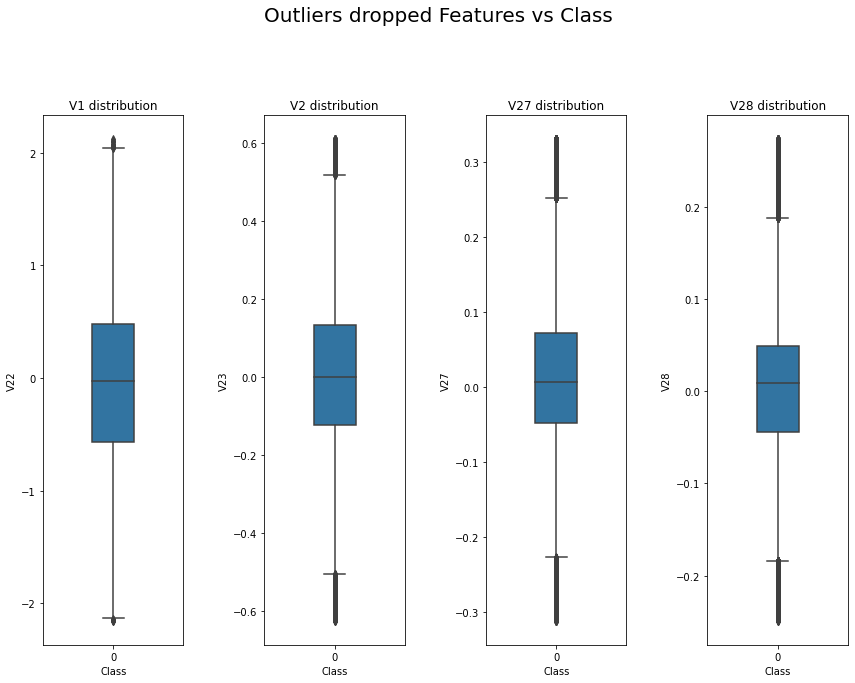 Outliers dropped Features vs Class
V1 distribution
V2 distribution
V27 distribution
V28 distribution
2
1
0
−1
−2
V22
0
Class
0.6
0.4
0.2
0.0
−0.2
−0.4
−0.6
V23
0
Class
0.3
0.2
0.1
0.0
−0.1
−0.2
−0.3
V27
0
Class
0.2
0.1
0.0
−0.1
−0.2
V28
0
Class